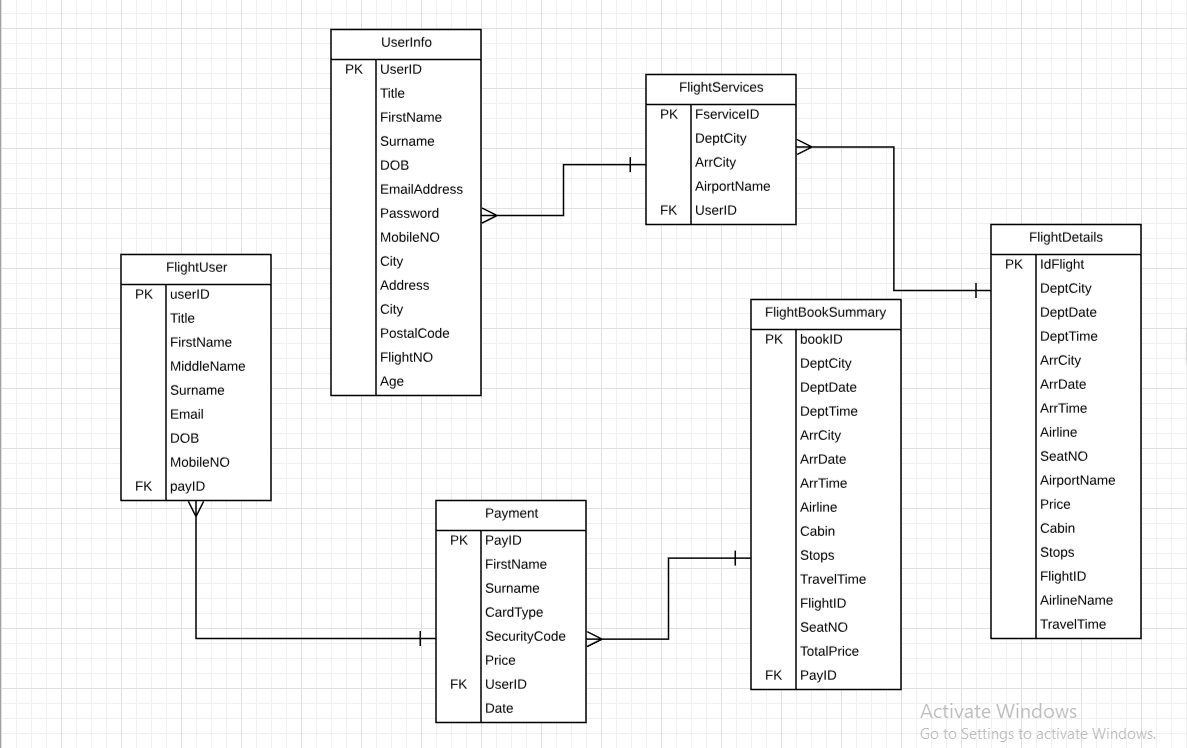 UserInfo
PK UserID
Title
FirstName
Surname
DOB
EmailAddress
Password
MobileNO
City
Address
City
PostalCode
FlightNO
Age
FlightServices
PK FserviceID
DeptCity
ArrCity
AirportName
FK UserID
FlightUser
PK userID
Title
FirstName
MiddleName
Surname
Email
DOB
MobileNO
FK payID
FlightDetails
PK IdFlight
DeptCity
DeptDate
DeptTime
ArrCity
ArrDate
ArrTime
Airline
SeatNO
AirportName
Price
Cabin
Stops
FlightID
AirlineName
TravelTime
FlightBookSummary
PK bookID
DeptCity
DeptDate
DeptTime
ArrCity
ArrDate
ArrTime
Airline
Cabin
Stops
TravelTime
FlightID
SeatNO
TotalPrice
FK PayID
Payment
PK PayID
FirstName
Surname
CardType
SecurityCode
Price
FK UserID
Date
Activate Windows
Go to Settings to activate Windows.